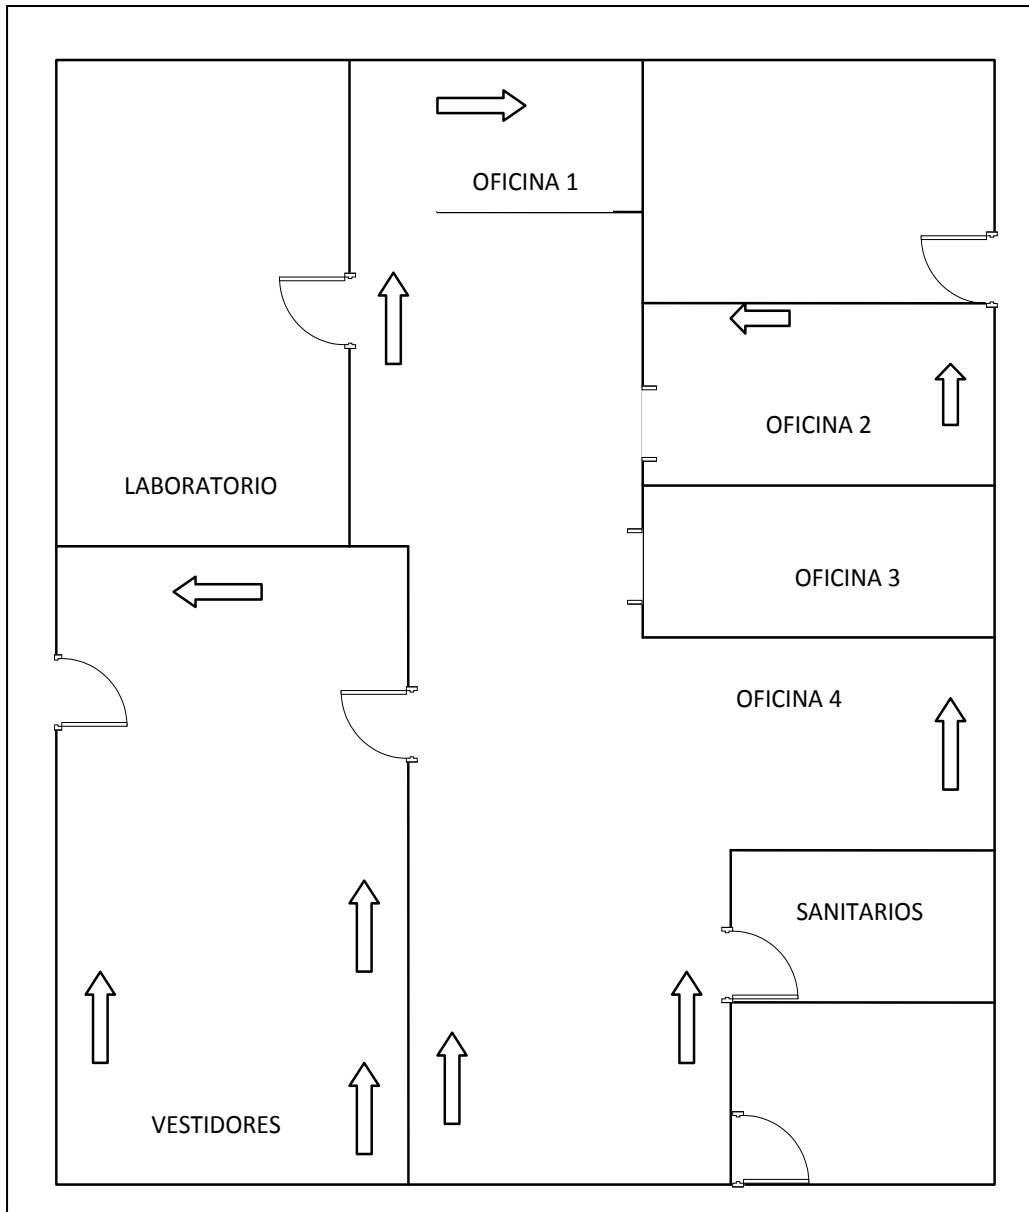 OFICINA 1
OFICINA 2
LABORATORIO
OFICINA 3
OFICINA 4
SANITARIOS
VESTIDORES